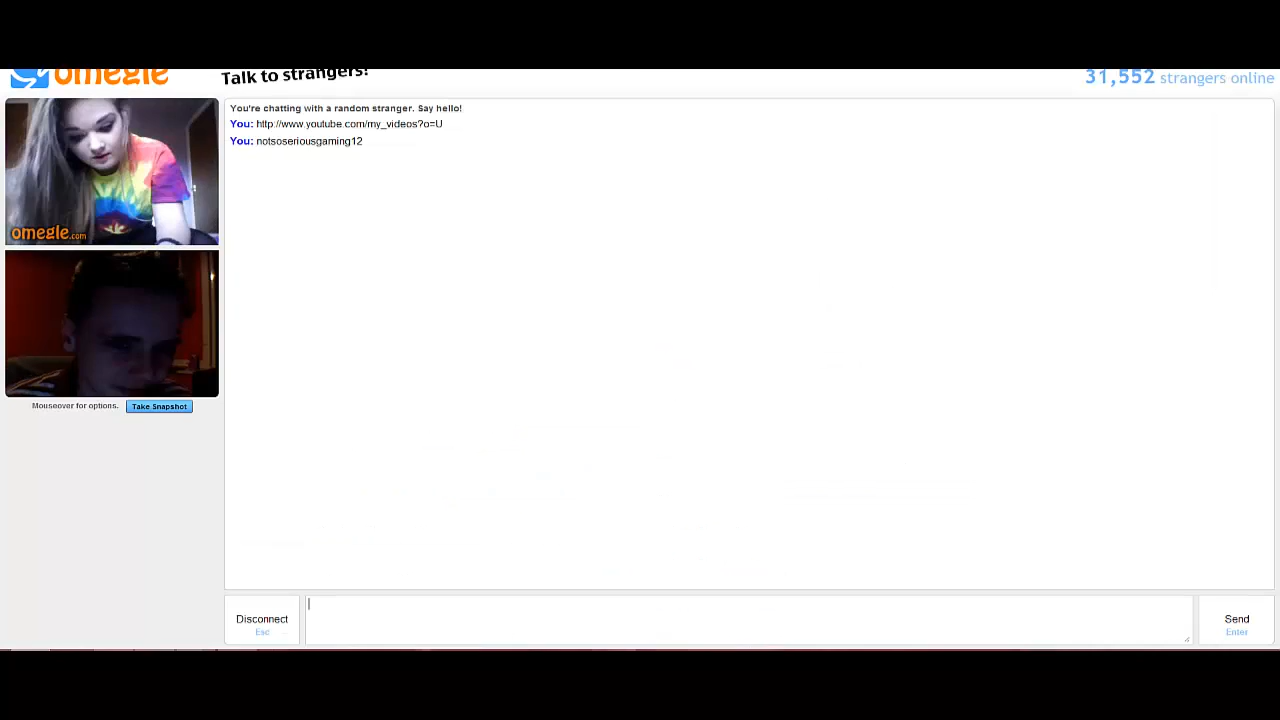 omegle
Talk to strangers!
31,552 strangers online
You're chatting with a random stranger. Say hello!
You: http://www.youtube.com/my_videos?o=U
You: notsoseriousgaming12
omegle.com
Mouseover for options.
Take Snapshot
Disconnect
Esc
Send
Enter